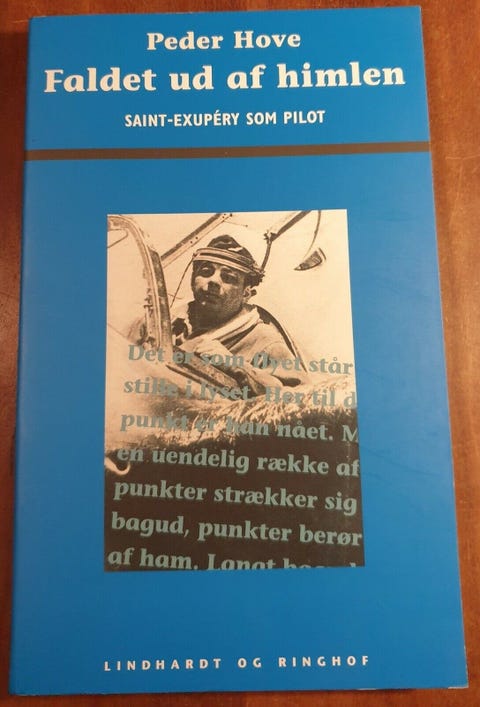 Peder Hove
Faldet ud af himlen
SAINT-EXUPÉRY SOM PILOT
Det er som flyet står
stille i lyset. Her til d
punkt er han nået. M
en uendelig række af
punkter strækker sig
bagud, punkter berør
af ham. Langt
LINDHARDT OG RINGHOF